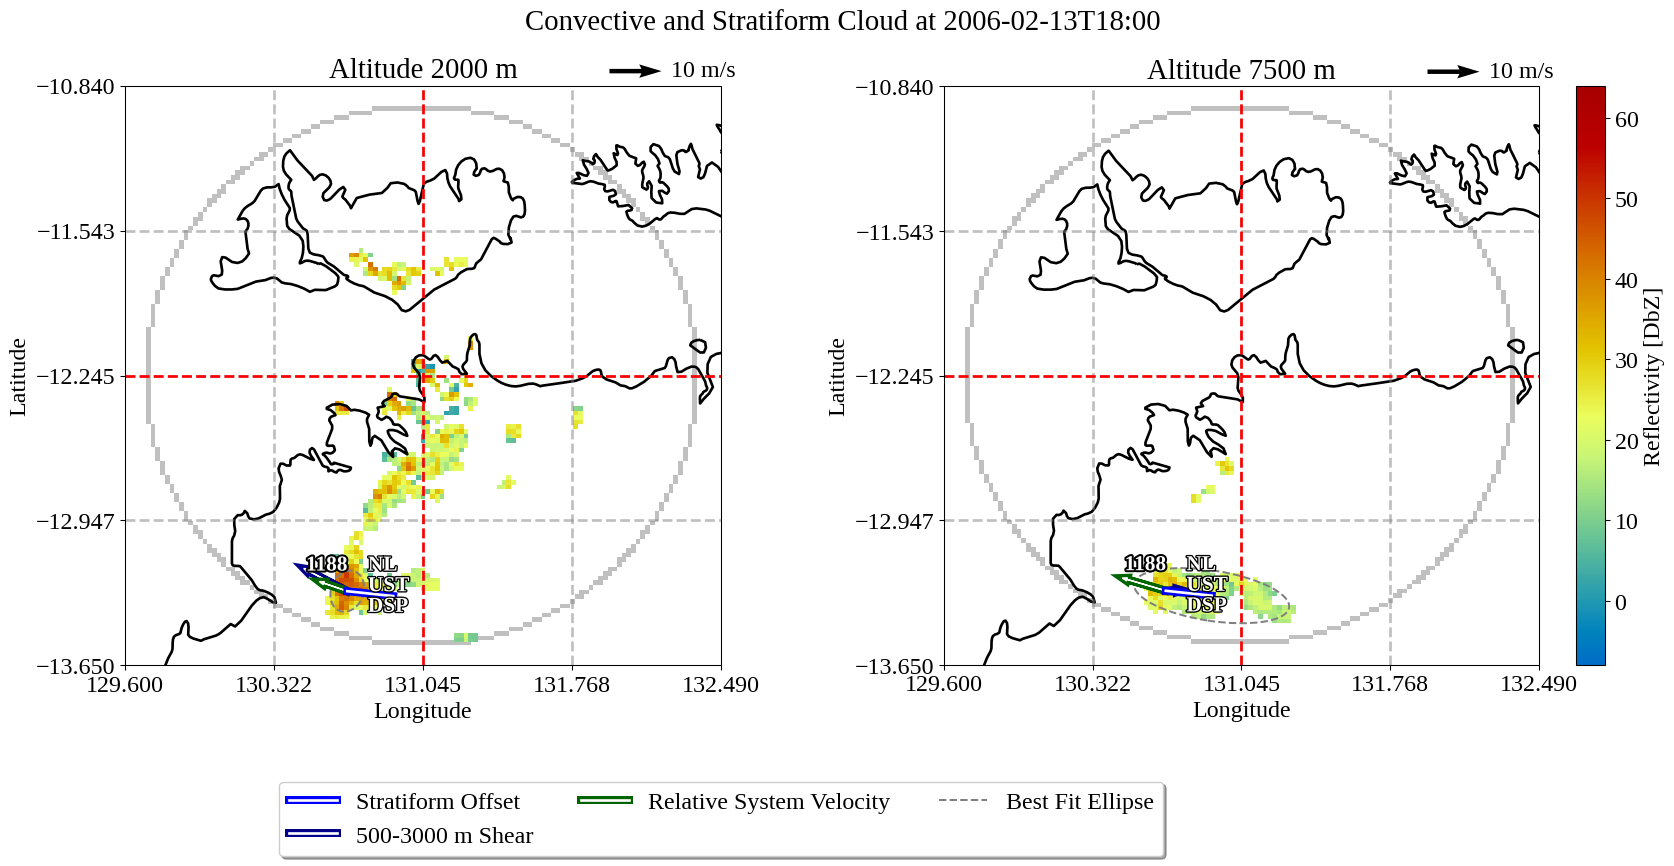 Convective and Stratiform Cloud at 2006-02-13T18:00
Altitude 2000 m
10 m/s
−10.840
−11.543
−12.245
−12.947
−13.650
129.600
130.322
131.045
131.768
132.490
Longitude
Latitude
1188
NL
UST
DSP
Altitude 7500 m
10 m/s
−10.840
−11.543
−12.245
−12.947
−13.650
129.600
130.322
131.045
131.768
132.490
Longitude
Latitude
1188
NL
UST
DSP
60
50
40
30
20
10
0
Reflectivity [DbZ]
Stratiform Offset
500-3000 m Shear
Relative System Velocity
Best Fit Ellipse